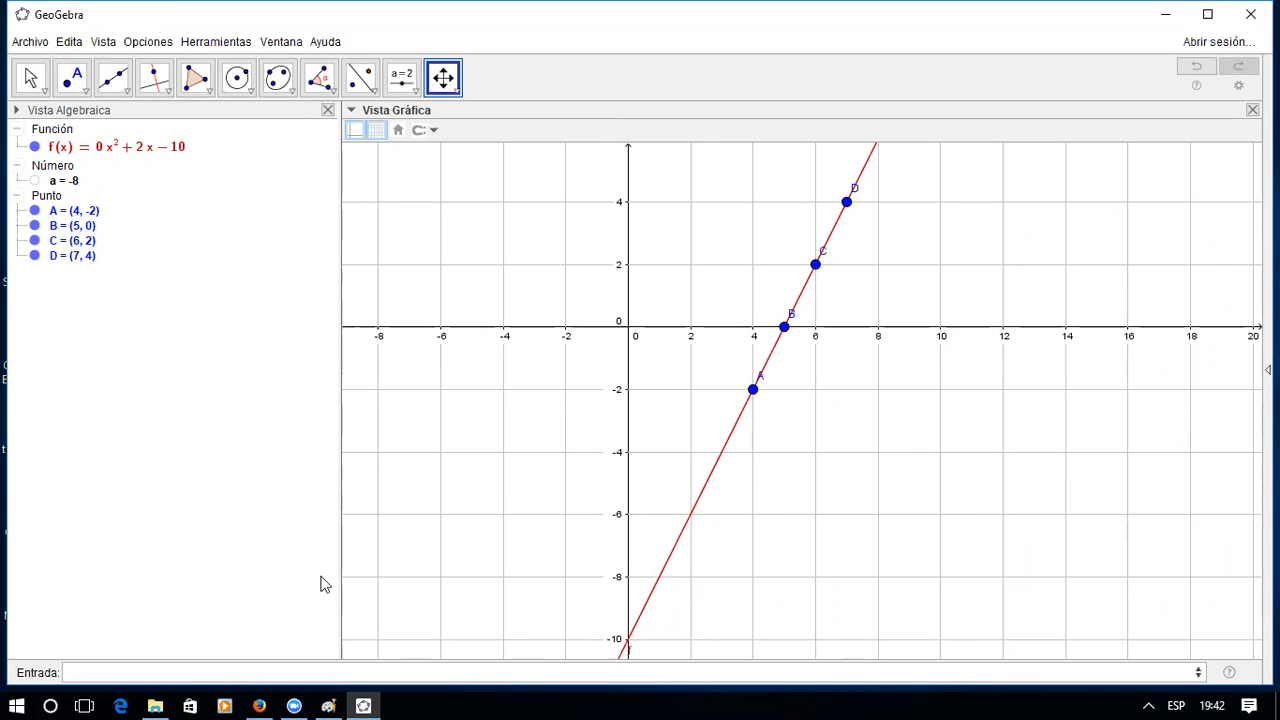 GeoGebra
Archivo Edita Vista Opciones Herramientas Ventana Ayuda Abrir sesión...
A α a=2
Vista Algebraica
Vista Gráfica
Función
f(x) = 0 x² + 2 x − 10
Número
a = -8
Punto
A = (4, -2)
B = (5, 0)
C = (6, 2)
D = (7, 4)
D
4
C
2
B
0
-8 -6 -4 -2 0 2 4 6 8 10 12 14 16 18 20
A
-2
-4
-6
-8
-10
f
Entrada:
ESP 19:42